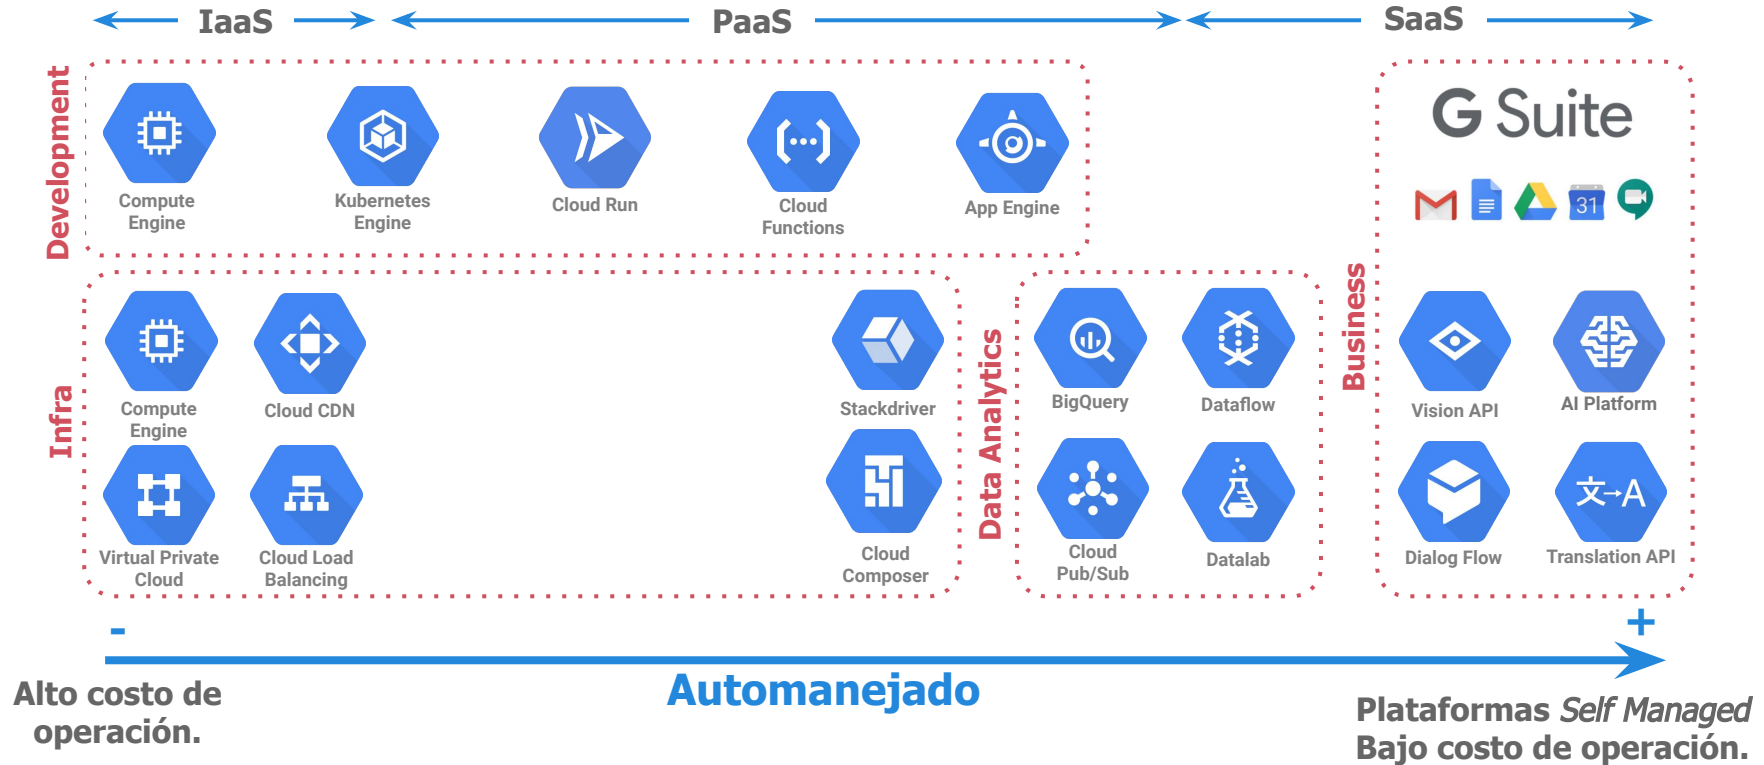 IaaS
PaaS
SaaS
Development
Compute
Engine
Kubernetes
Engine
Cloud Run
Cloud
Functions
App Engine
G Suite
31
Infra
Compute
Engine
Cloud CDN
Stackdriver
Virtual Private
Cloud
Cloud Load
Balancing
Cloud
Composer
Data Analytics
BigQuery
Dataflow
Cloud
Pub/Sub
Datalab
Business
Vision API
AI Platform
Dialog Flow
文→A
Translation API
-
+
Automanejado
Alto costo de
operación.
Plataformas Self Managed
Bajo costo de operación.